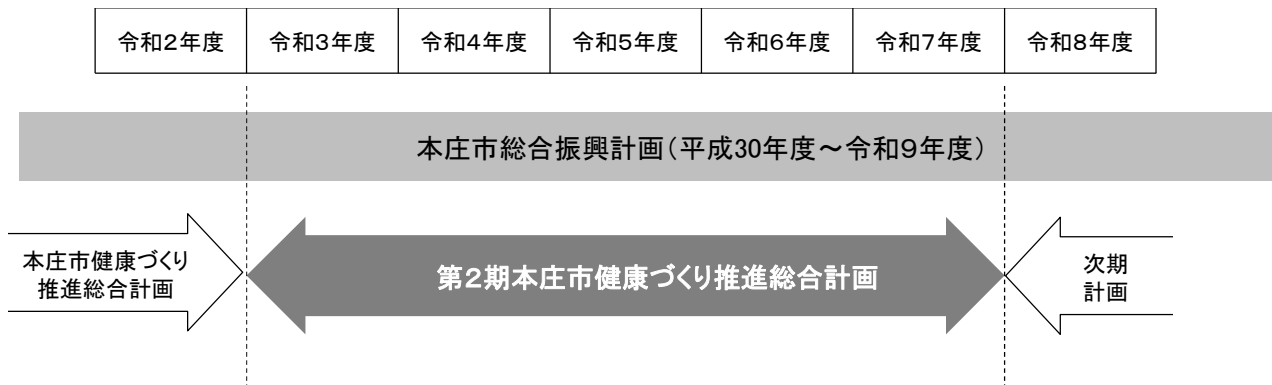 令和2年度 令和3年度 令和4年度 令和5年度 令和6年度 令和7年度 令和8年度
本庄市総合振興計画(平成30年度～令和9年度)
本庄市健康づくり
推進総合計画
第2期本庄市健康づくり推進総合計画
次期
計画